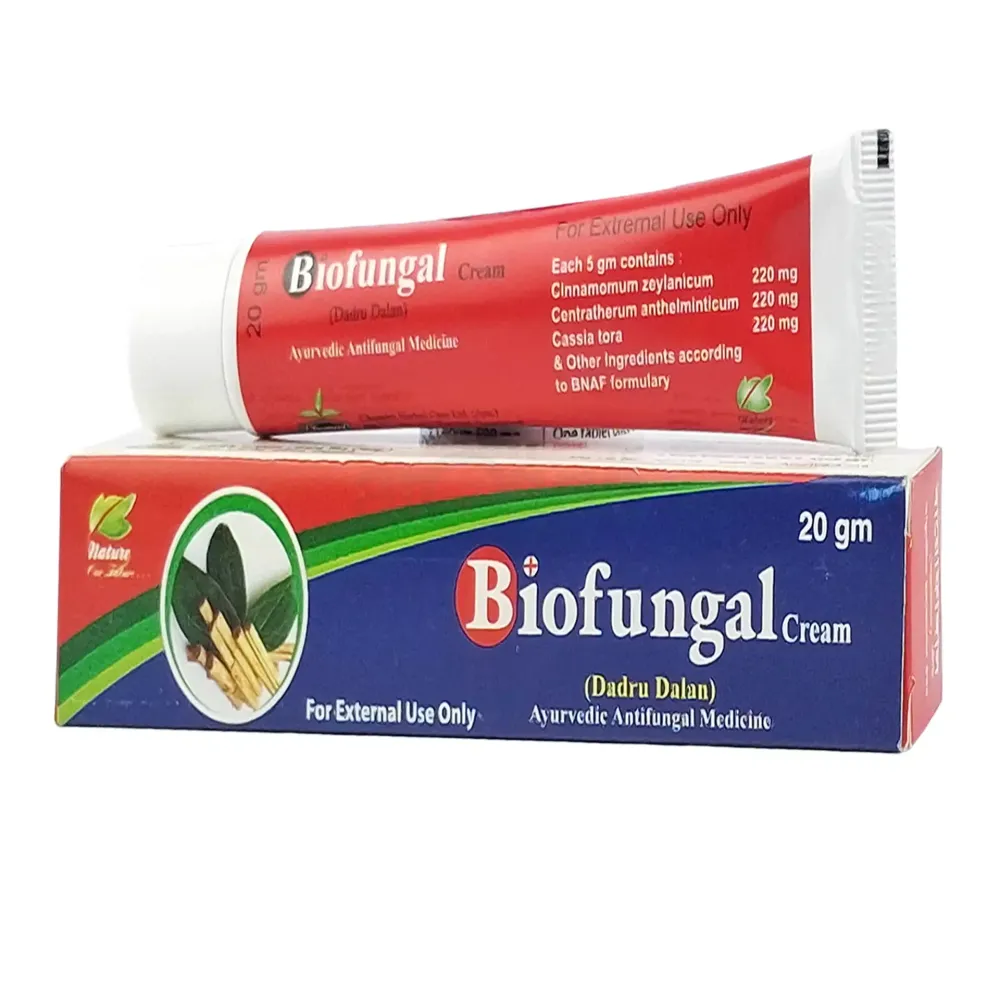 For Extremal Use Only
20 gm
Biofungal Cream
(Dadru Dalan)
Ayurvedic Antifungal Medicine
Each 5 gm contains :
Cinnamomum zeylanicum 220 mg
Centratherum anthelminticum 220 mg
Cassia tora 220 mg
& Other Ingredients according
to BNAF formulary
Nature
20 gm
Nature
Biofungal Cream
(Dadru Dalan)
Ayurvedic Antifungal Medicine
For External Use Only